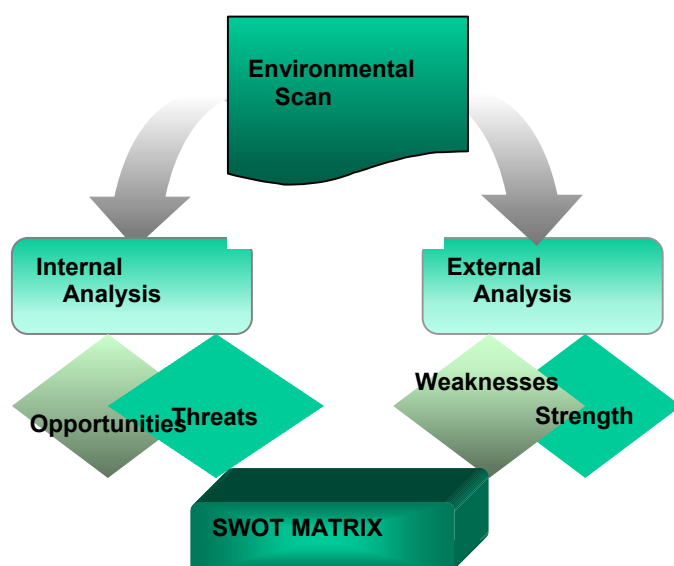 Environmental
Scan
Internal
Analysis
External
Analysis
Opportunities
Threats
Weaknesses
Strength
SWOT MATRIX